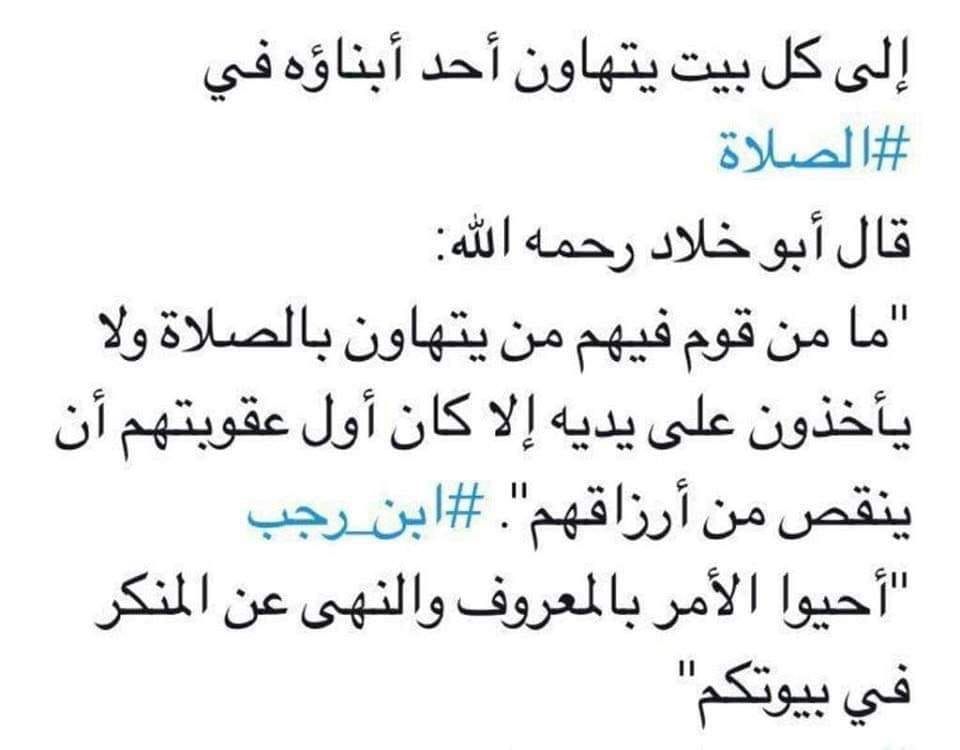 إلى كل بيت يتهاون أحد أبناؤه في
#الصلاة
قال أبو خلاد رحمه الله:
"ما من قوم فيهم من يتهاون بالصلاة ولا
يأخذون على يديه إلا كان أول عقوبتهم أن
ينقص من أرزاقهم". #ابن_رجب
"أحيوا الأمر بالمعروف والنهى عن المنكر
في بيوتكم"